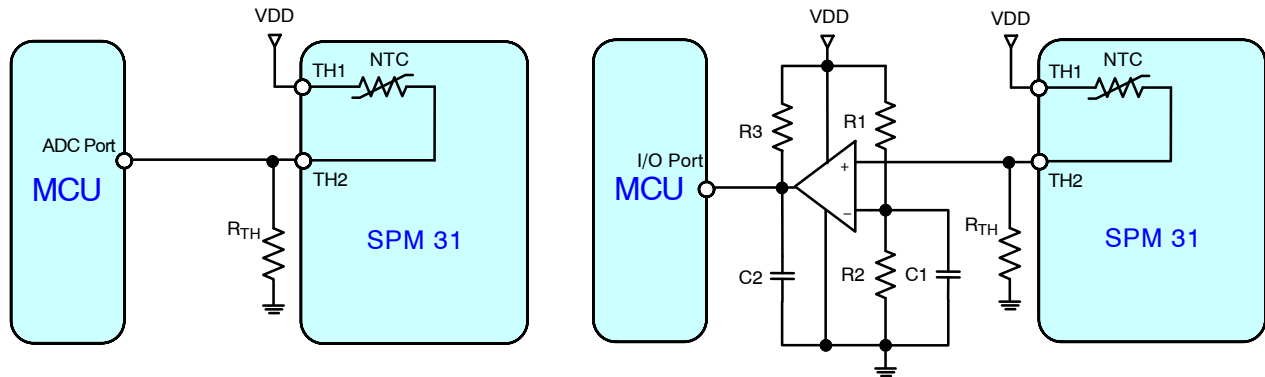 VDD
NTC
TH1
ADC Port
MCU
TH2
RTH
SPM 31
VDD
VDD
NTC
TH1
R3
R1
I/O Port
MCU
+
−
TH2
RTH
SPM 31
C2
R2
C1